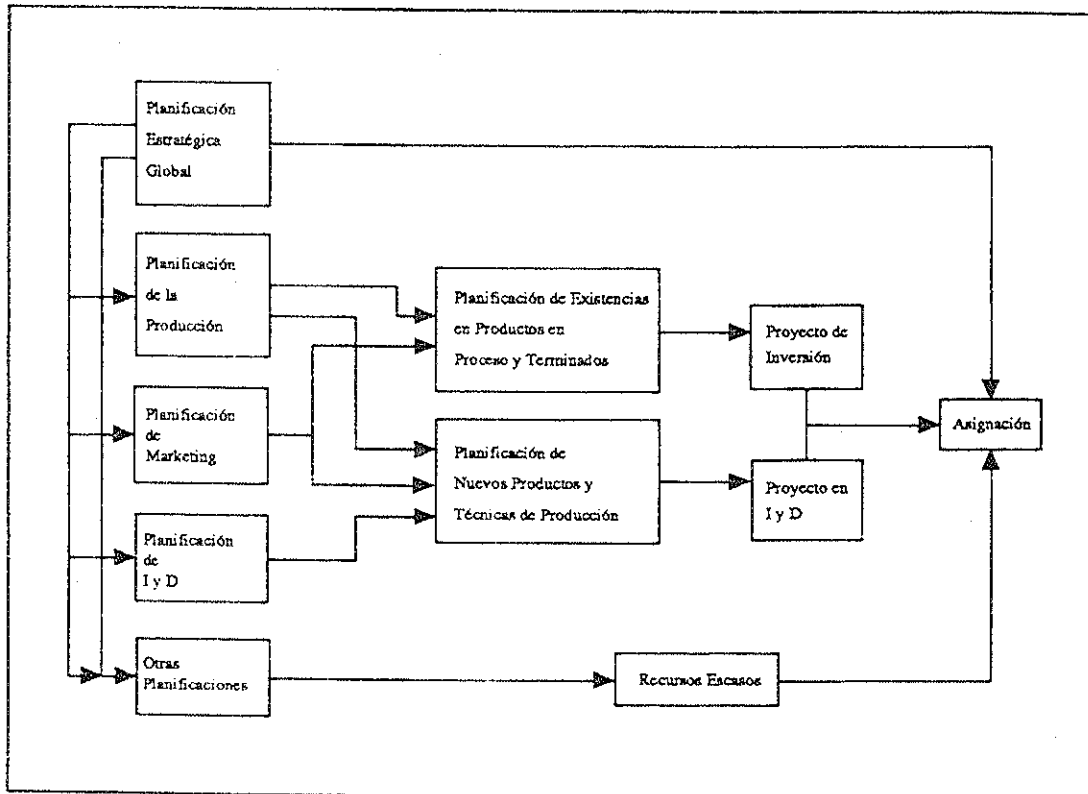 Planificación
Estratégica
Global
Planificación
de la
Producción
Planificación
de
Marketing
Planificación
de
I y D
Otras
Planificaciones
Planificación de Existencias
en Productos en
Proceso y Terminados
Planificación de
Nuevos Productos y
Técnicas de Producción
Proyecto de
Inversión
Proyecto en
I y D
Recursos Escasos
Asignación